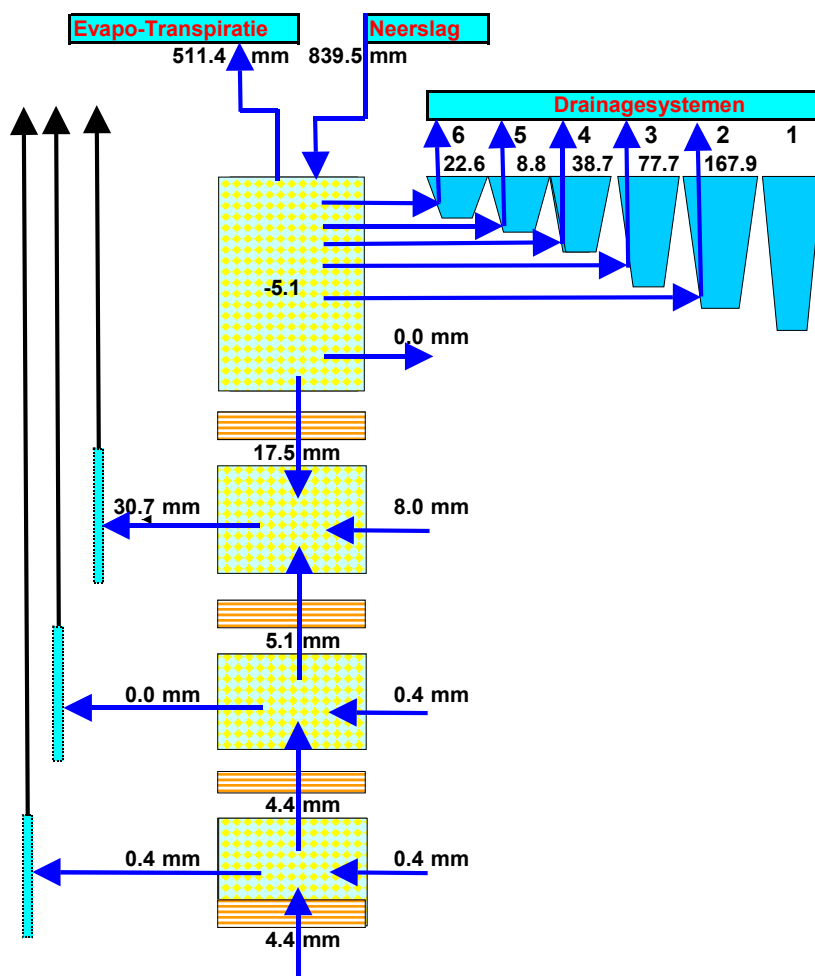 Evapo-Transpiratie Neerslag
511.4 mm 839.5 mm
Drainagesystemen
6 5 4 3 2 1
22.6 8.8 38.7 77.7 167.9
-5.1
0.0 mm
17.5 mm
30.7 mm 8.0 mm
5.1 mm
0.0 mm 0.4 mm
4.4 mm
0.4 mm 0.4 mm
4.4 mm